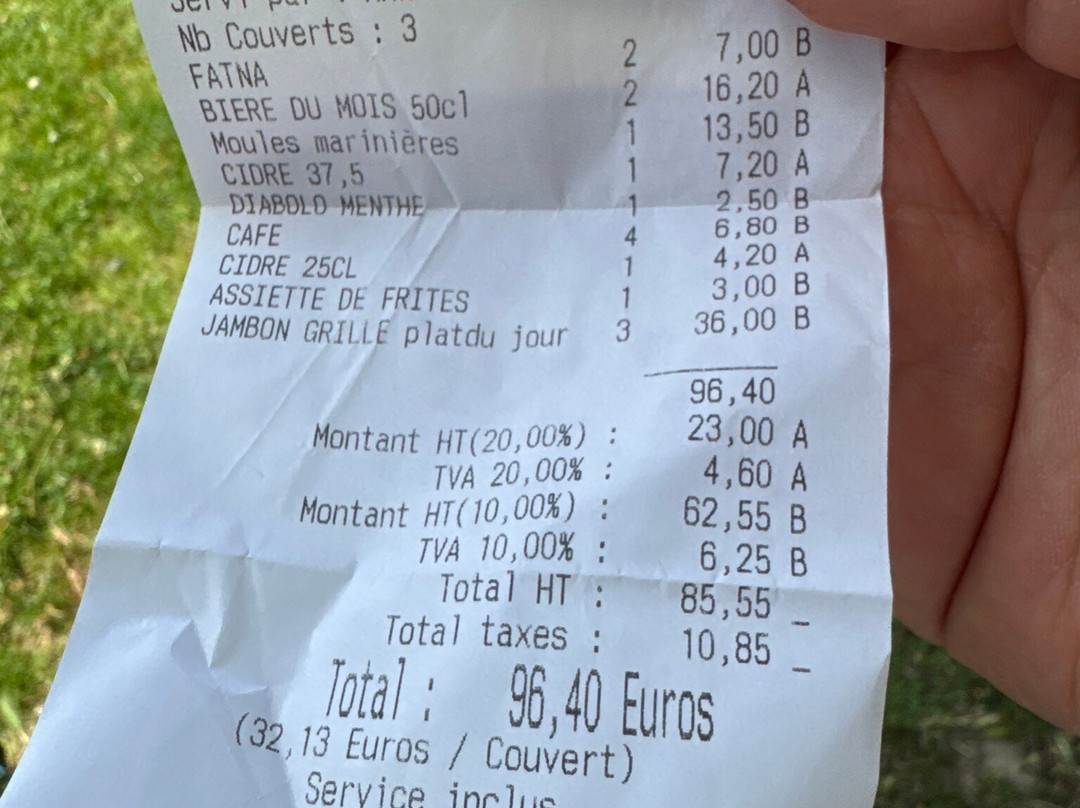 Servi par :
Nb Couverts : 3
FATNA 2 7,00 B
BIERE DU MOIS 50cl 2 16,20 A
Moules marinières 1 13,50 B
CIDRE 37,5 1 7,20 A
DIABOLO MENTHE 1 2,50 B
CAFE 4 6,80 B
CIDRE 25CL 1 4,20 A
ASSIETTE DE FRITES 1 3,00 B
JAMBON GRILLE platdu jour 3 36,00 B
96,40
Montant HT(20,00%) : 23,00 A
TVA 20,00% : 4,60 A
Montant HT(10,00%) : 62,55 B
TVA 10,00% : 6,25 B
Total HT : 85,55 _
Total taxes : 10,85 _
Total : 96,40 Euros
(32,13 Euros / Couvert)
Service inclus